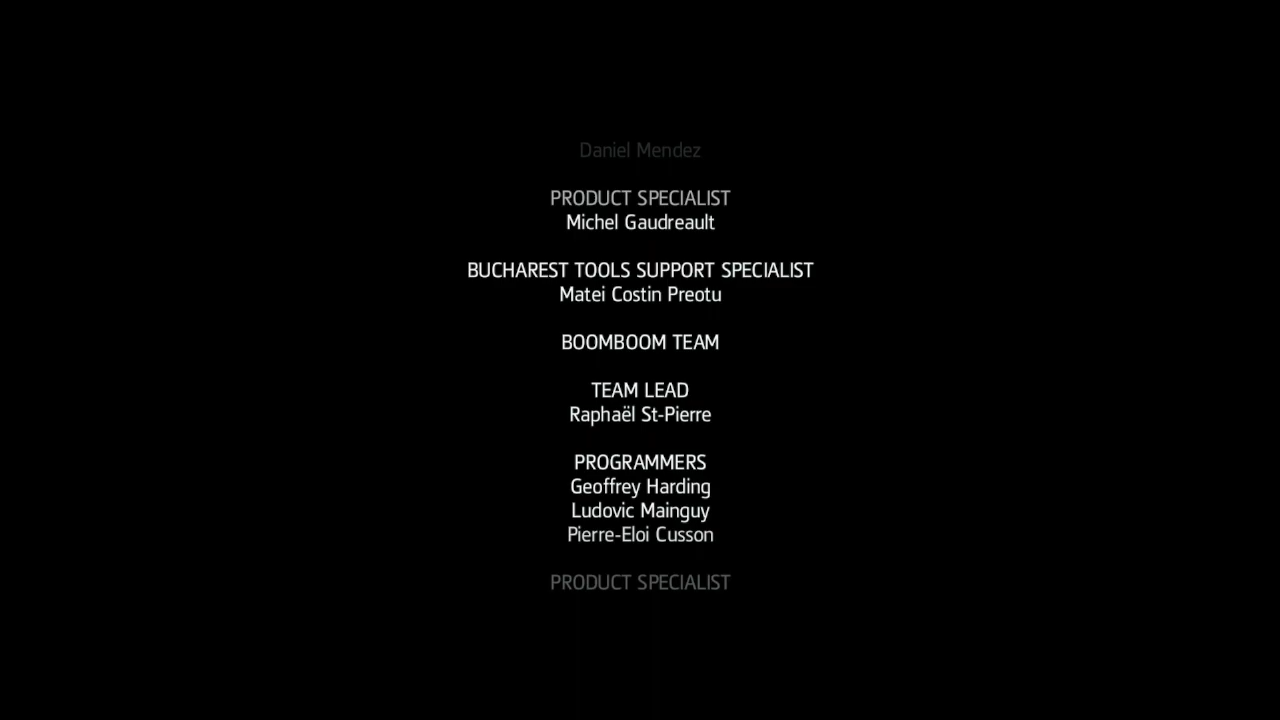 Daniel Mendez
PRODUCT SPECIALIST
Michel Gaudreault
BUCHAREST TOOLS SUPPORT SPECIALIST
Matei Costin Preotu
BOOMBOOM TEAM
TEAM LEAD
Raphaël St-Pierre
PROGRAMMERS
Geoffrey Harding
Ludovic Mainguy
Pierre-Eloi Cusson
PRODUCT SPECIALIST